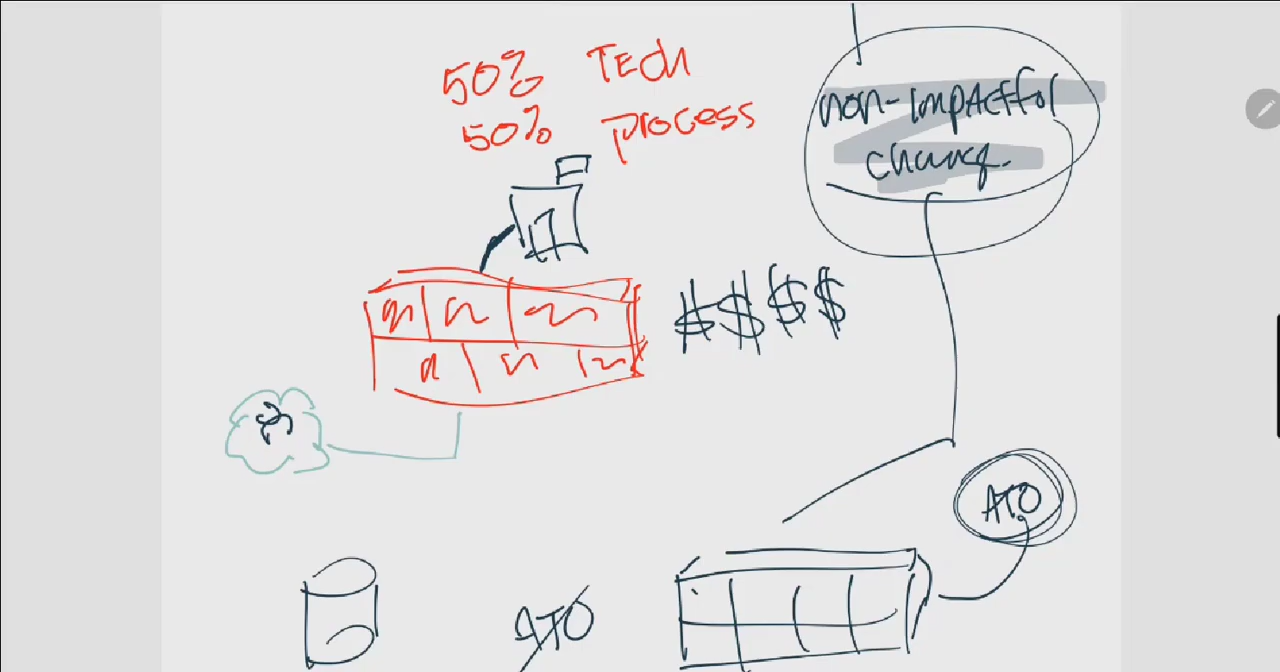 50% Tech
50% process
non-impactful
change.
$$$$
ATO
ATO